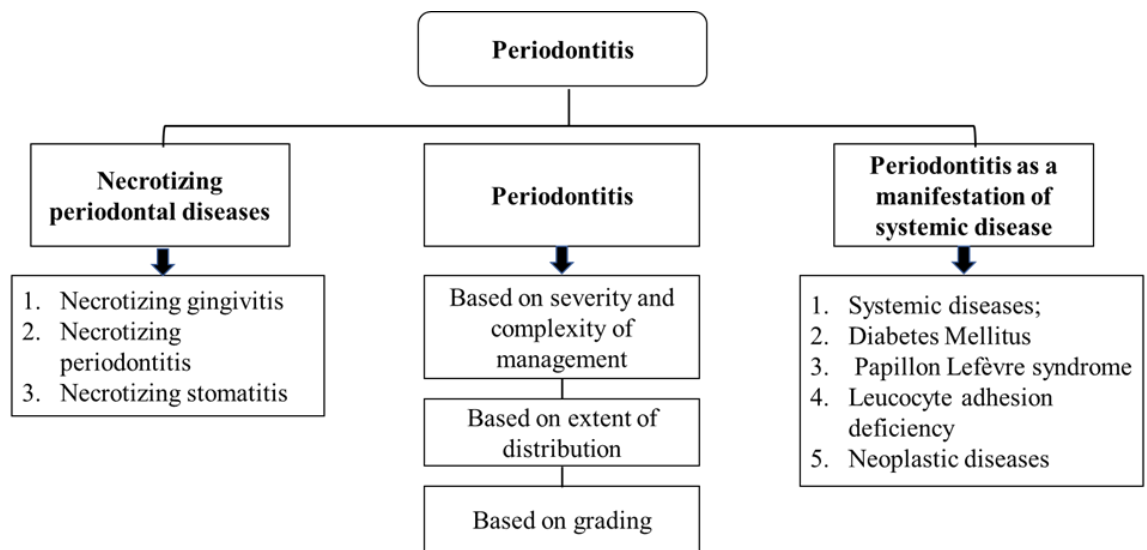 Periodontitis
Necrotizing
periodontal diseases
1. Necrotizing gingivitis
2. Necrotizing
periodontitis
3. Necrotizing stomatitis
Periodontitis
Based on severity and
complexity of
management
Based on extent of
distribution
Based on grading
Periodontitis as a
manifestation of
systemic disease
1. Systemic diseases;
2. Diabetes Mellitus
3. Papillon Lefèvre syndrome
4. Leucocyte adhesion
deficiency
5. Neoplastic diseases